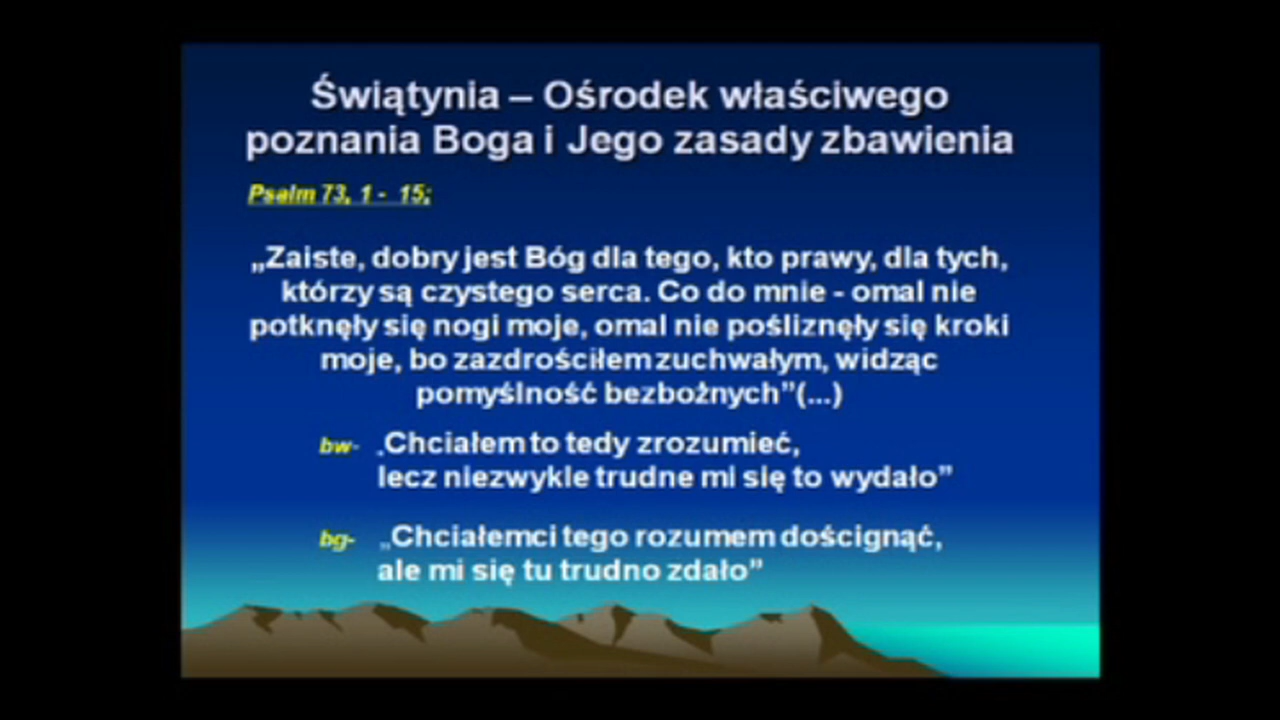 Świątynia – Ośrodek właściwego
poznania Boga i Jego zasady zbawienia
Psalm 73, 1 - 15;
„Zaiste, dobry jest Bóg dla tego, kto prawy, dla tych,
którzy są czystego serca. Co do mnie - omal nie
potknęły się nogi moje, omal nie pośliznęły się kroki
moje, bo zazdrościłem zuchwałym, widząc
pomyślność bezbożnych”(...)
bw- „Chciałem to tedy zrozumieć,
lecz niezwykle trudne mi się to wydało”
bg- „Chciałemci tego rozumem doścignąć,
ale mi się tu trudno zdało”